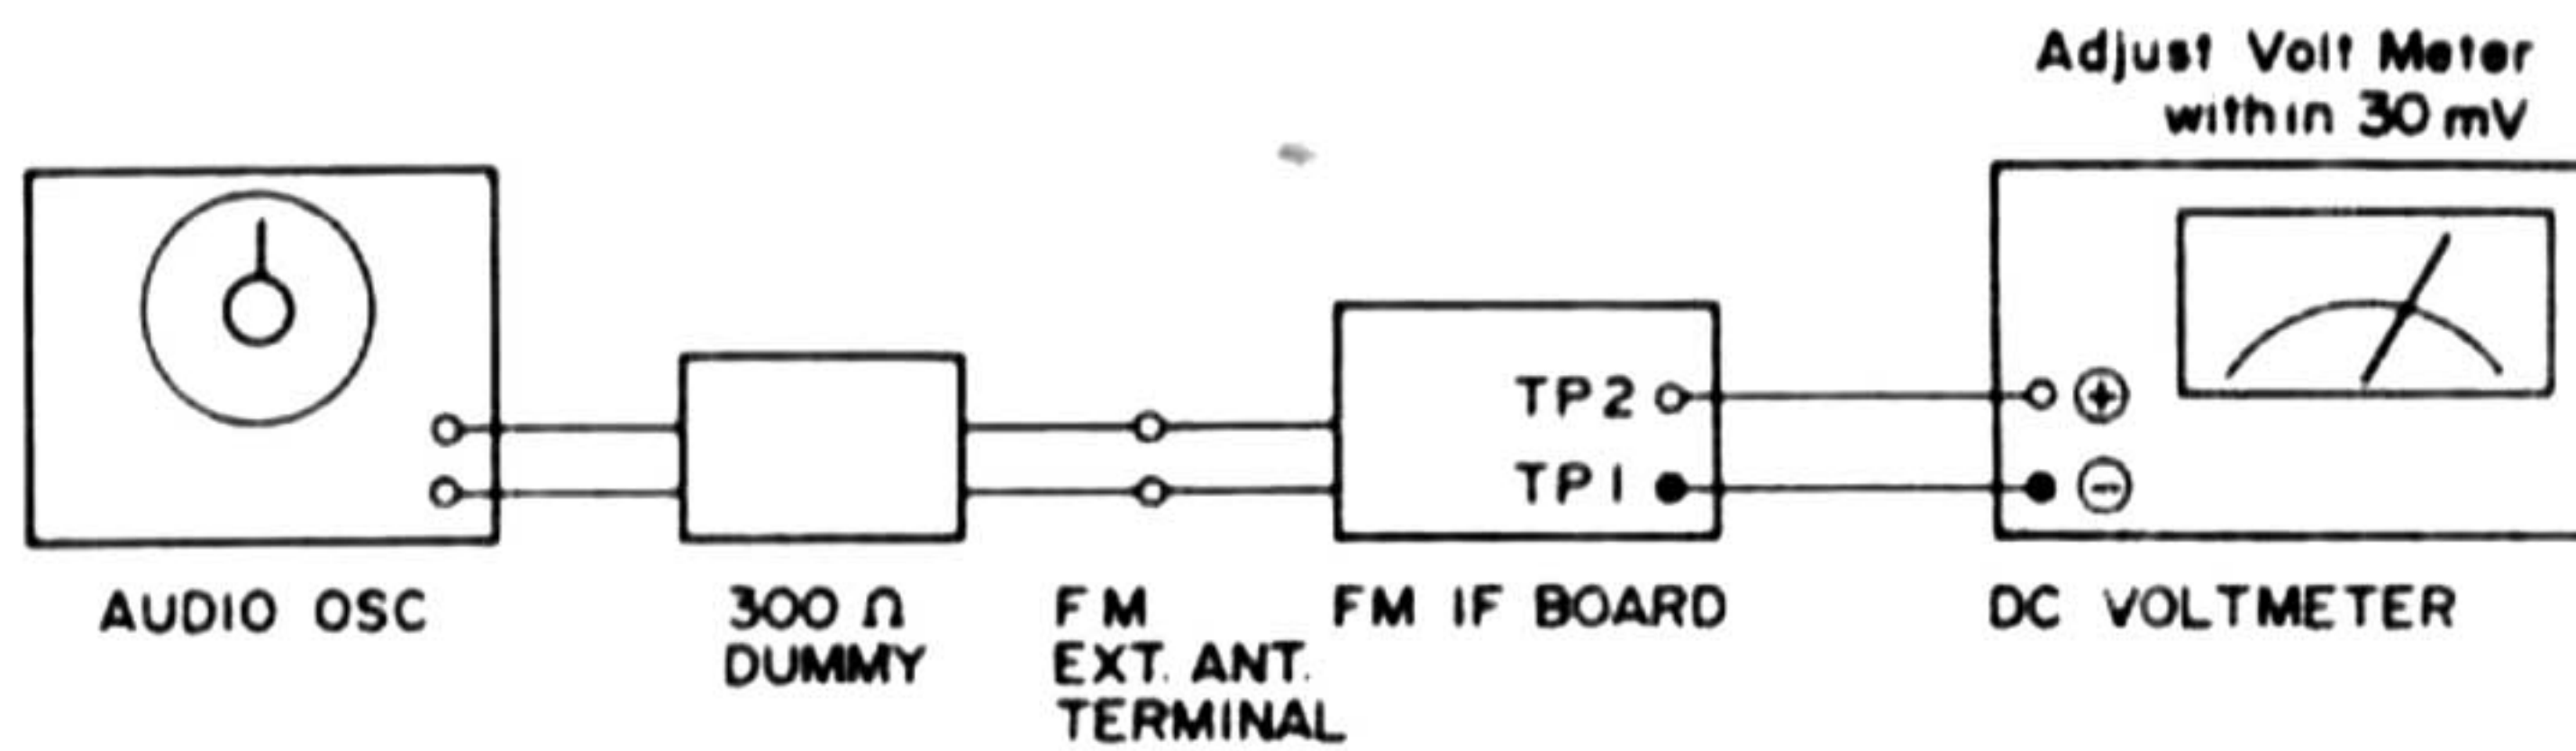 Adjust Volt Meter
within 30 mV
TP2
⊕
TP1
⊖
AUDIO OSC
300 Ω
DUMMY
FM
EXT. ANT.
TERMINAL
FM IF BOARD
DC VOLTMETER